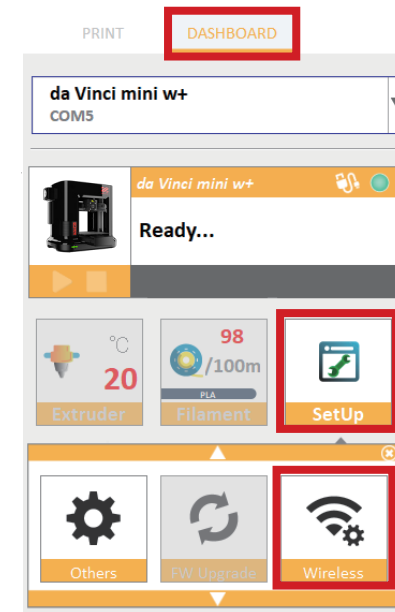 PRINT DASHBOARD
da Vinci mini w+
COM5
da Vinci mini w+
Ready...
°C
20
Extruder
98
/100m
PLA
Filament
SetUp
Others
FW Upgrade
Wireless